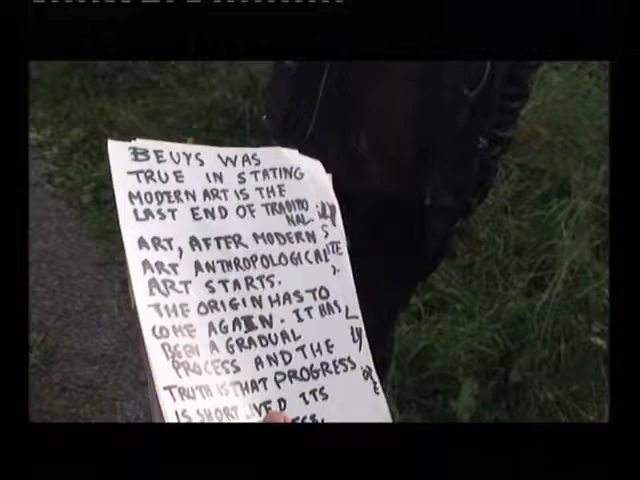 BEUYS WAS
TRUE IN STATING
MODERN ART IS THE
LAST END OF TRADITIO
NAL.
ART, AFTER MODERN
ART ANTHROPOLOGICAL
ART STARTS.
THE ORIGIN HAS TO
COME AGAIN. IT HAS
BEEN A GRADUAL
PROCESS AND THE
TRUTH IS THAT PROGRESS
IS SHORT LIVED ITS